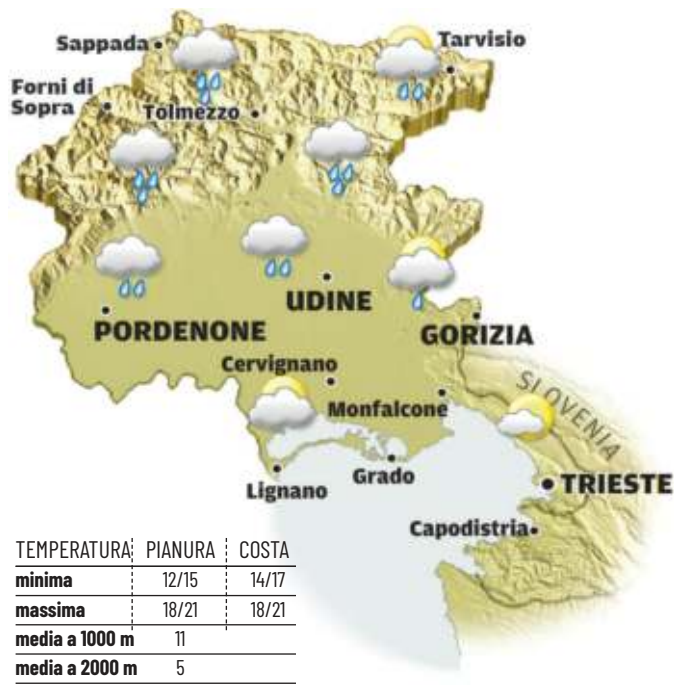 Sappada
Tarvisio
Forni di
Sopra
Tolmezzo
UDINE
PORDENONE
GORIZIA
Cervignano
SLOVENIA
Monfalcone
Grado
Lignano
TRIESTE
Capodistria
TEMPERATURA PIANURA COSTA
minima 12/15 14/17
massima 18/21 18/21
media a 1000 m 11
media a 2000 m 5